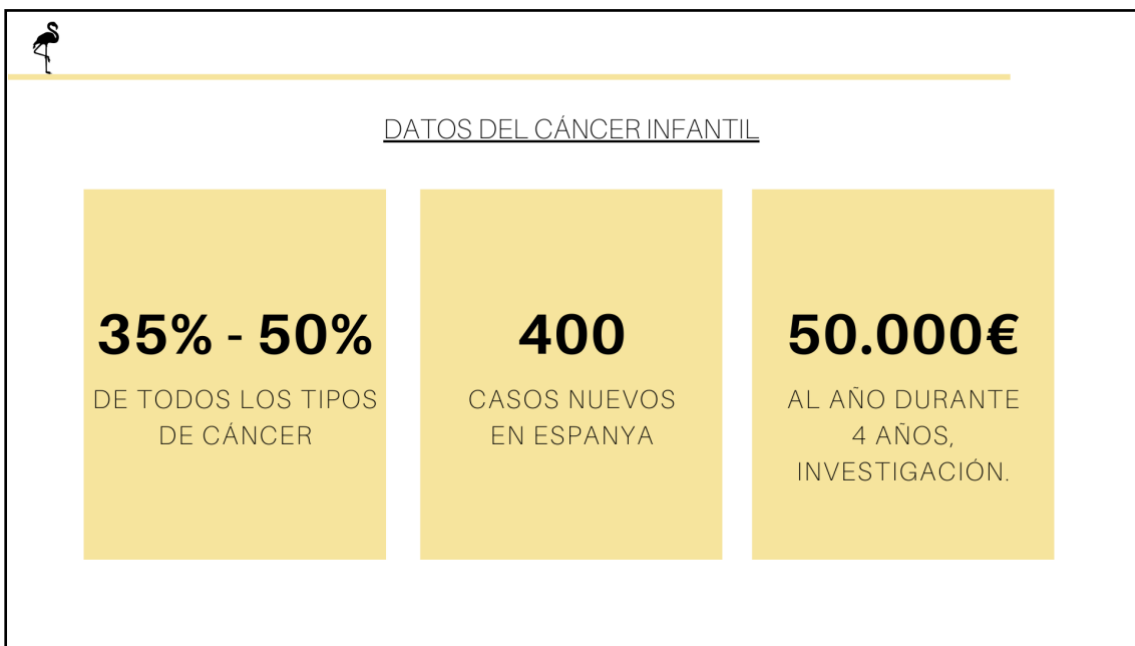 DATOS DEL CÁNCER INFANTIL
35% - 50%
DE TODOS LOS TIPOS
DE CÁNCER
400
CASOS NUEVOS
EN ESPANYA
50.000€
AL AÑO DURANTE
4 AÑOS,
INVESTIGACIÓN.